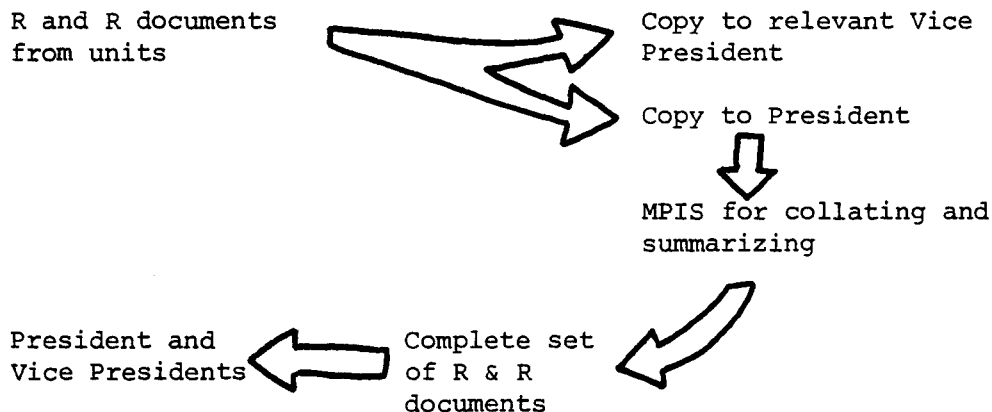 R and R documents
from units
Copy to relevant Vice
President
Copy to President
MPIS for collating and
summarizing
Complete set
of R & R
documents
President and
Vice Presidents